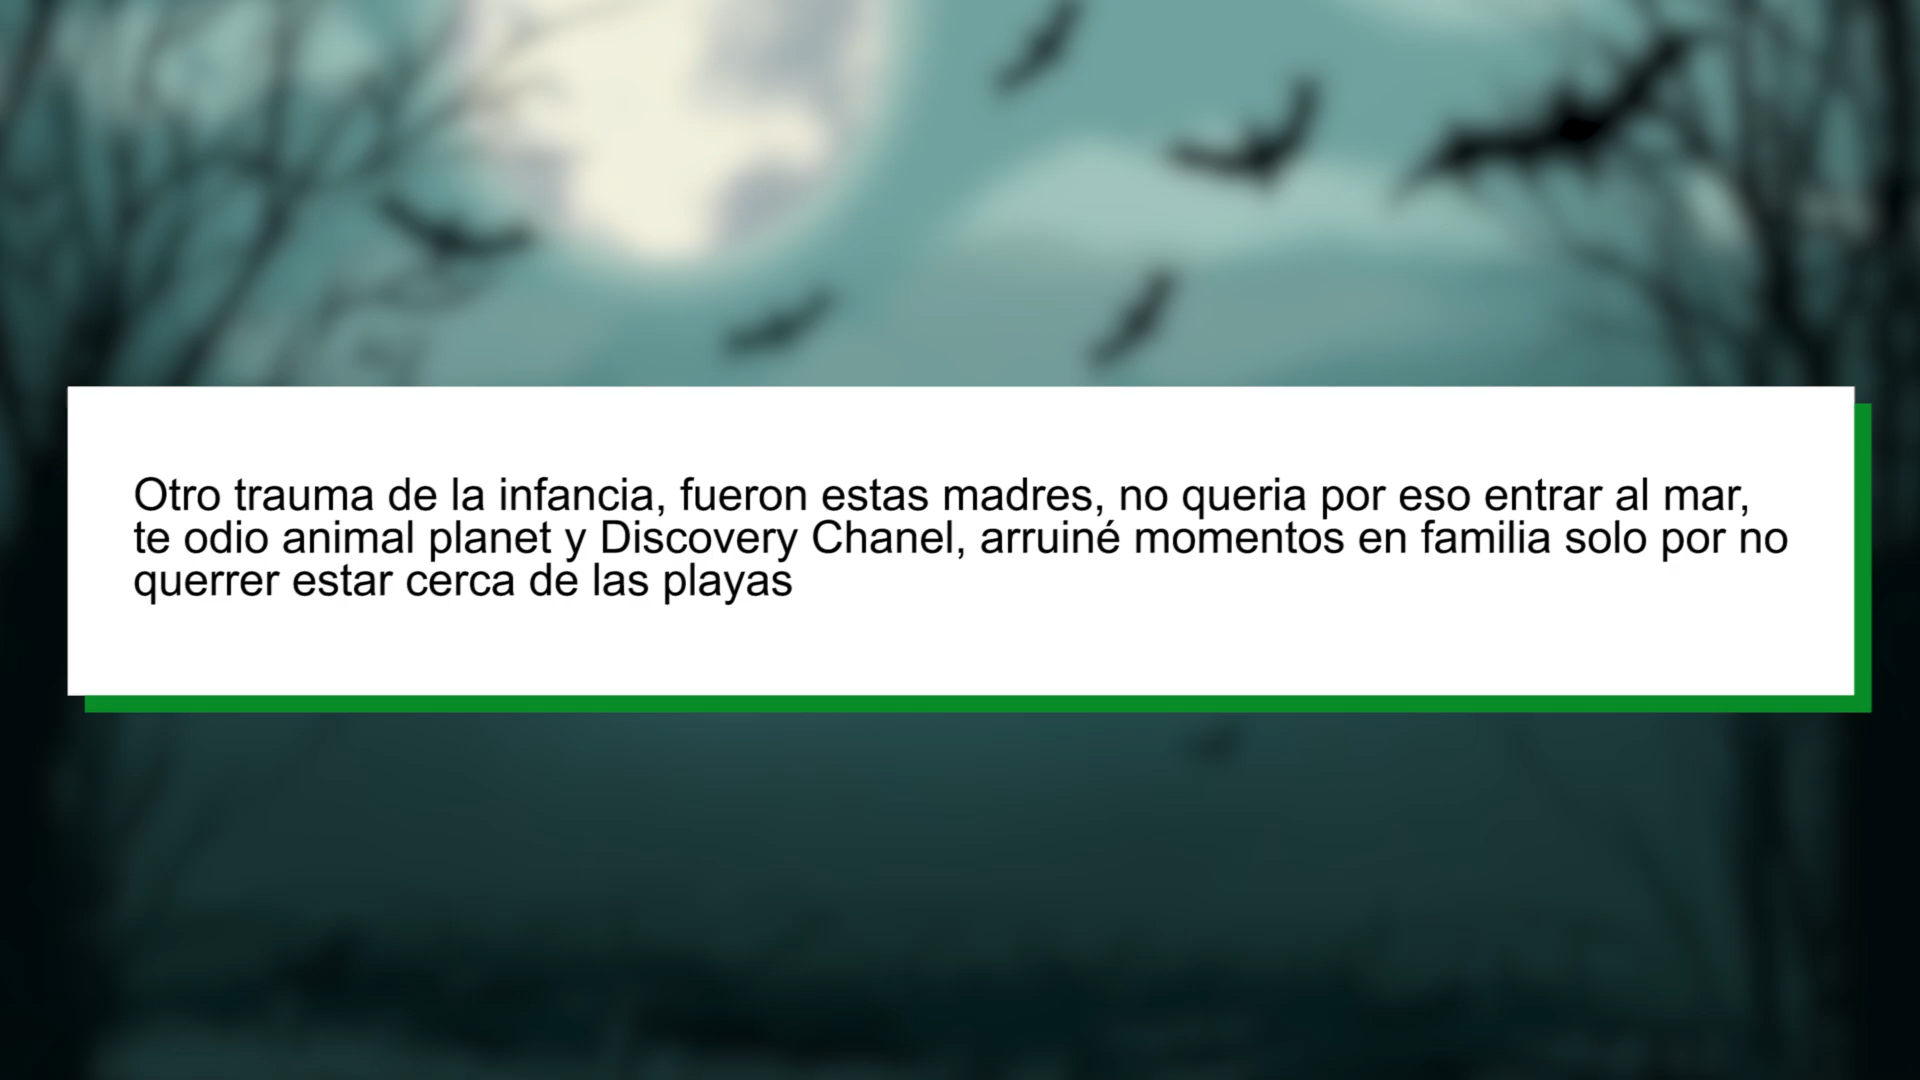 Otro trauma de la infancia, fueron estas madres, no queria por eso entrar al mar,
te odio animal planet y Discovery Chanel, arruiné momentos en familia solo por no
querrer estar cerca de las playas